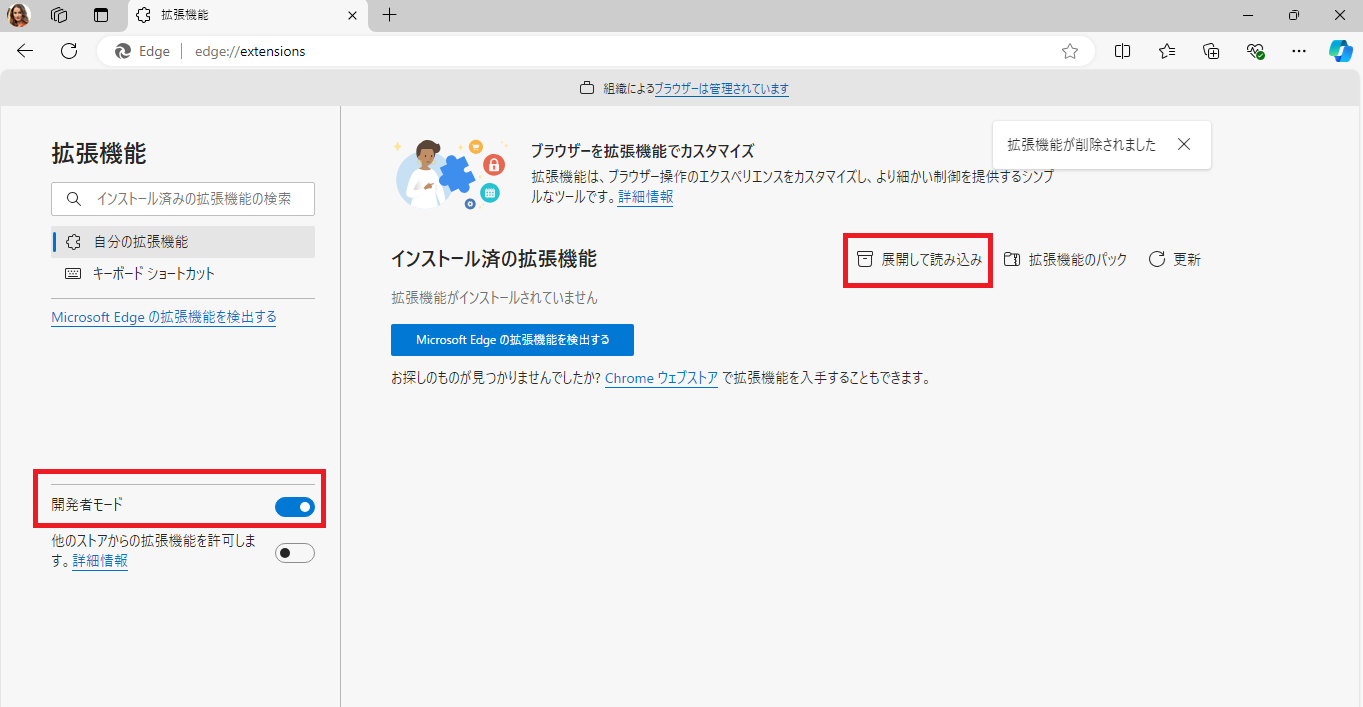 拡張機能
Edge
edge://extensions
組織によるブラウザーは管理されています
拡張機能
インストール済みの拡張機能の検索
自分の拡張機能
キーボード ショートカット
Microsoft Edge の拡張機能を検出する
開発者モード
他のストアからの拡張機能を許可しま
す。詳細情報
ブラウザーを拡張機能でカスタマイズ
拡張機能は、ブラウザー操作のエクスペリエンスをカスタマイズし、より細かい制御を提供するシンプ
ルなツールです。詳細情報
拡張機能が削除されました
インストール済の拡張機能
展開して読み込み
拡張機能のパック
更新
拡張機能がインストールされていません
Microsoft Edge の拡張機能を検出する
お探しのものが見つかりませんでしたか? Chrome ウェブストア で拡張機能を入手することもできます。